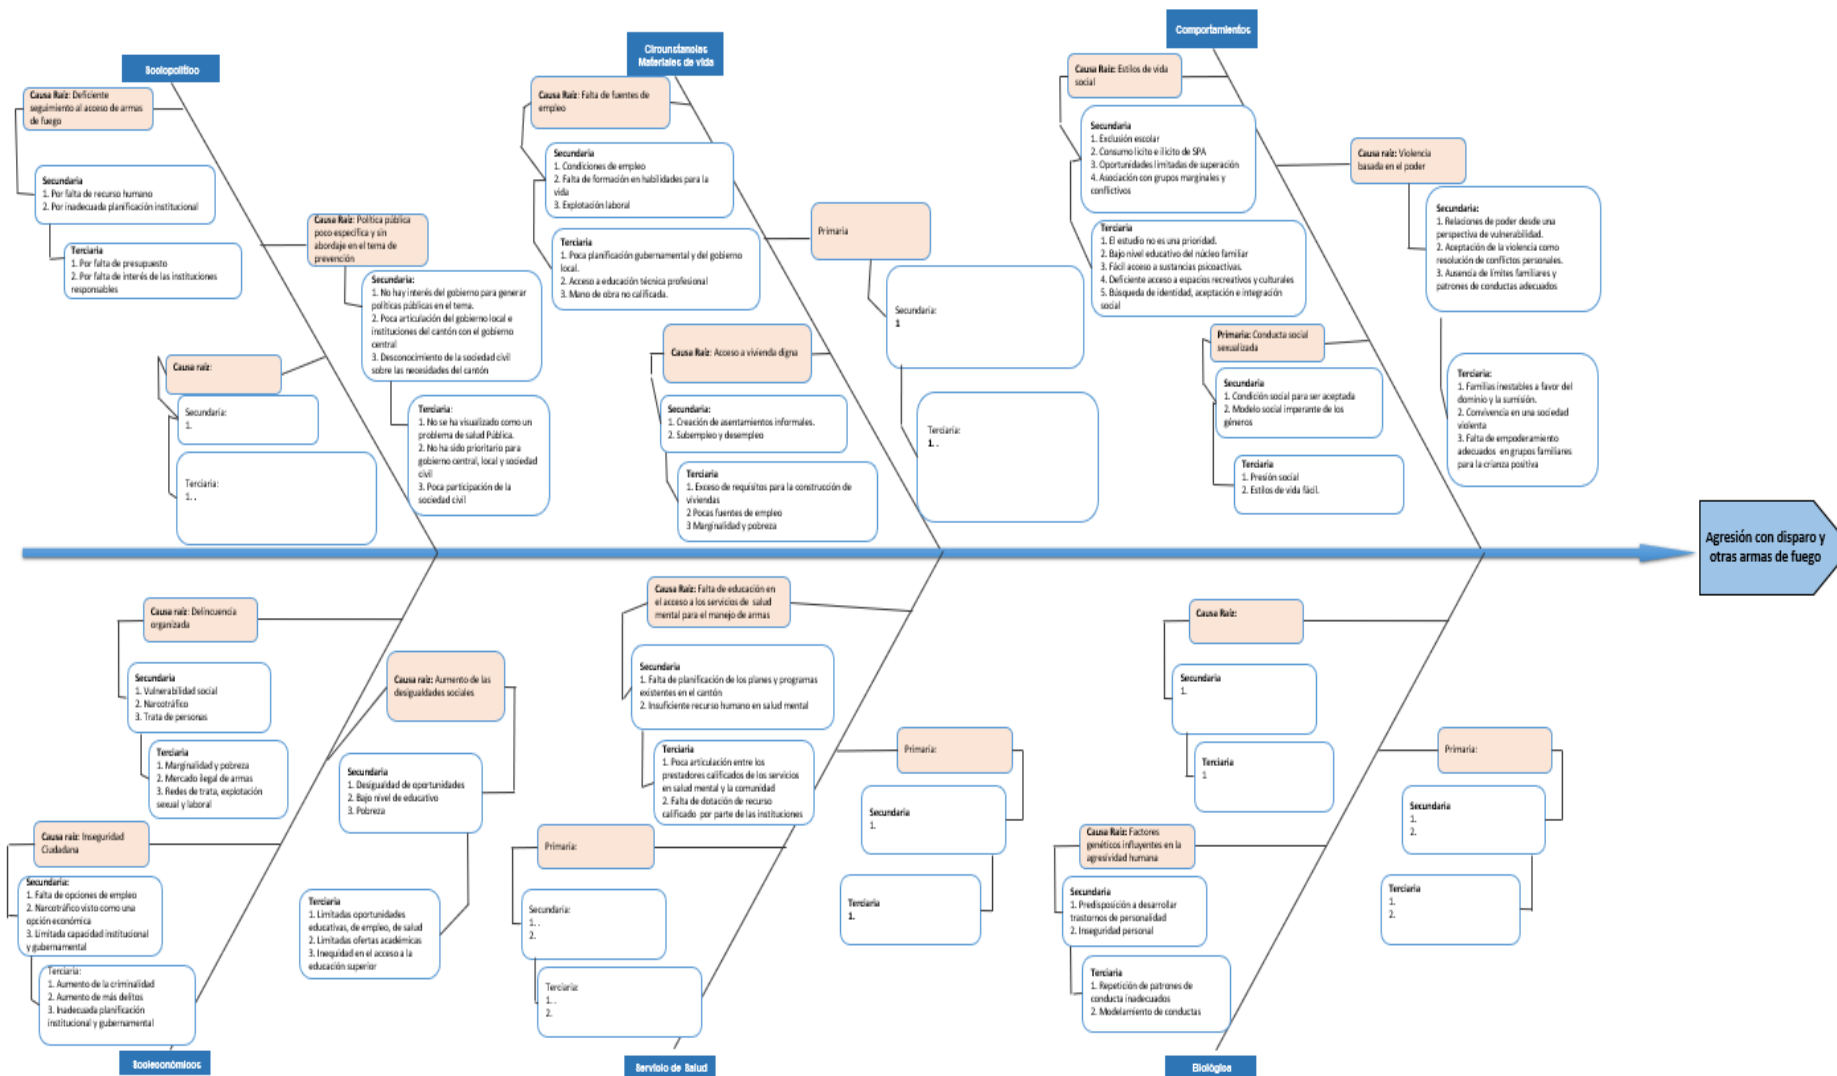 Sociopolítico
Causa Raíz: Deficiente
seguimiento al acceso de armas
de fuego
Secundaria
1. Por falta de recurso humano
2. Por inadecuada planificación institucional
Terciaria
1. Por falta de presupuesto
2. Por falta de interés de las instituciones
responsables
Causa Raíz: Política pública
poco específica y sin
abordaje en el tema de
prevención
Secundaria:
1. No hay interés del gobierno para generar
políticas públicas en el tema.
2. Poca articulación del gobierno local e
instituciones del cantón con el gobierno
central
3. Desconocimiento de la sociedad civil
sobre las necesidades del cantón
Terciaria:
1. No se ha visualizado como un
problema de salud Pública.
2. No ha sido prioritario para
gobierno central, local y sociedad
civil
3. Poca participación de la
sociedad civil
Causa raíz:
Secundaria:
1.
Terciaria:
1. .
Circunstancias
Materiales de vida
Causa Raíz: Falta de fuentes de
empleo
Secundaria
1. Condiciones de empleo
2. Falta de formación en habilidades para la
vida
3. Explotación laboral
Terciaria
1. Poca planificación gubernamental y del gobierno
local.
2. Acceso a educación técnica profesional
3. Mano de obra no calificada.
Primaria
Secundaria:
1
Terciaria:
1. .
Causa Raíz: Acceso a vivienda digna
Secundaria:
1. Creación de asentamientos informales.
2. Subempleo y desempleo
Terciaria
1. Exceso de requisitos para la construcción de
viviendas
2 Pocas fuentes de empleo
3 Marginalidad y pobreza
Comportamientos
Causa Raíz: Estilos de vida
social
Secundaria
1. Exclusión escolar
2. Consumo lícito e ilícito de SPA
3. Oportunidades limitadas de superación
4. Asociación con grupos marginales y
conflictivos
Terciaria
1. El estudio no es una prioridad.
2. Bajo nivel educativo del núcleo familiar
3. Fácil acceso a sustancias psicoactivas.
4. Deficiente acceso a espacios recreativos y culturales
5. Búsqueda de identidad, aceptación e integración
social
Causa raíz: Violencia
basada en el poder
Secundaria:
1. Relaciones de poder desde una
perspectiva de vulnerabilidad.
2. Aceptación de la violencia como
resolución de conflictos personales.
3. Ausencia de límites familiares y
patrones de conductas adecuados
Terciaria:
1. Familias inestables a favor del
dominio y la sumisión.
2. Convivencia en una sociedad
violenta
3. Falta de empoderamiento
adecuados en grupos familiares
para la crianza positiva
Primaria: Conducta social
sexualizada
Secundaria
1. Condición social para ser aceptada
2. Modelo social imperante de los
géneros
Terciaria
1. Presión social
2. Estilos de vida fácil.
Agresión con disparo y
otras armas de fuego
Causa raíz: Delincuencia
organizada
Secundaria
1. Vulnerabilidad social
2. Narcotráfico
3. Trata de personas
Terciaria
1. Marginalidad y pobreza
2. Mercado ilegal de armas
3. Redes de trata, explotación
sexual y laboral
Causa raíz: Aumento de las
desigualdades sociales
Secundaria
1. Desigualdad de oportunidades
2. Bajo nivel de educativo
3. Pobreza
Terciaria
1. Limitadas oportunidades
educativas, de empleo, de salud
2. Limitadas ofertas académicas
3. Inequidad en el acceso a la
educación superior
Causa raíz: Inseguridad
Ciudadana
Secundaria:
1. Falta de opciones de empleo
2. Narcotráfico visto como una
opción económica
3. Limitada capacidad institucional
y gubernamental
Terciaria:
1. Aumento de la criminalidad
2. Aumento de más delitos
3. Inadecuada planificación
institucional y gubernamental
Socioeconómicos
Causa Raíz: Falta de educación en
el acceso a los servicios de salud
mental para el manejo de armas
Secundaria
1. Falta de planificación de los planes y programas
existentes en el cantón
2. Insuficiente recurso humano en salud mental
Terciaria
1. Poca articulación entre los
prestadores calificados de los servicios
en salud mental y la comunidad
2. Falta de dotación de recurso
calificado por parte de las instituciones
Primaria:
Secundaria
1.
Terciaria
1.
Primaria:
Secundaria:
1. .
2.
Terciaria:
1. .
2.
Servicio de Salud
Causa Raíz:
Secundaria
1.
Terciaria
1
Primaria:
Secundaria
1.
2.
Terciaria
1.
2.
Causa Raíz: Factores
genéticos influyentes en la
agresividad humana
Secundaria
1. Predisposición a desarrollar
trastornos de personalidad
2. Inseguridad personal
Terciaria
1. Repetición de patrones de
conducta inadecuados
2. Modelamiento de conductas
Biológica